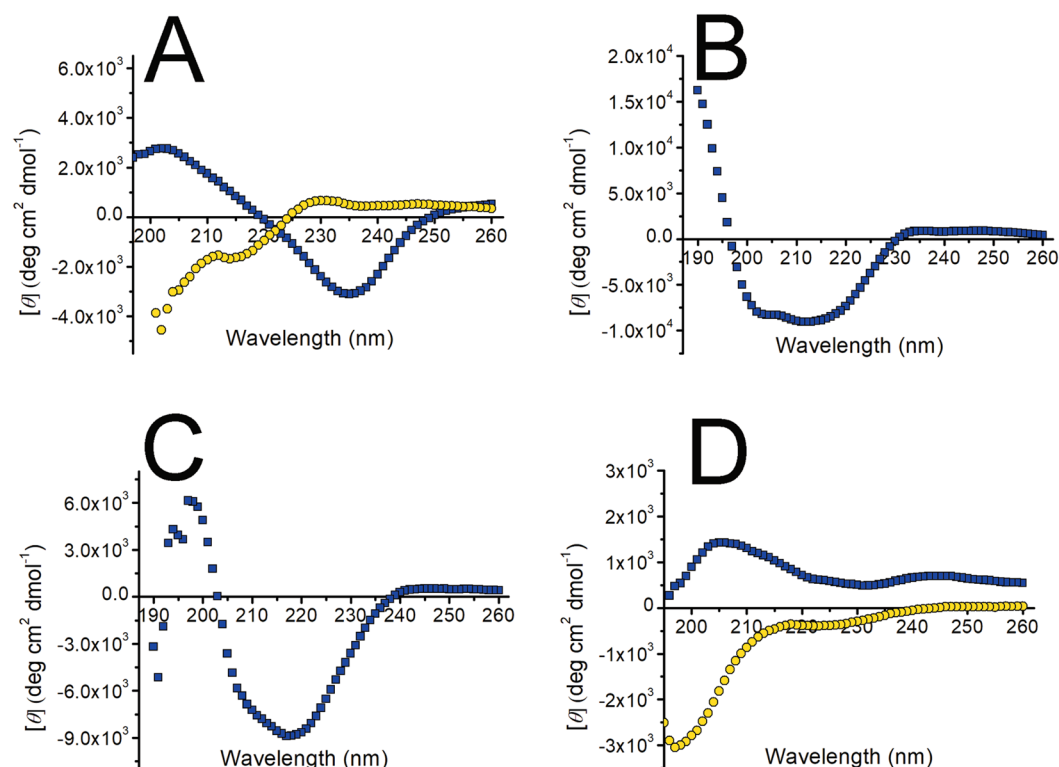 A
6.0x10³
4.0x10³
2.0x10³
0.0
-2.0x10³
-4.0x10³
200 210 220 230 240 250 260
[θ] (deg cm² dmol⁻¹)
Wavelength (nm)
B
2.0x10⁴
1.5x10⁴
1.0x10⁴
5.0x10³
0.0
-5.0x10³
-1.0x10⁴
190 200 210 220 230 240 250 260
[θ] (deg cm² dmol⁻¹)
Wavelength (nm)
C
6.0x10³
3.0x10³
0.0
-3.0x10³
-6.0x10³
-9.0x10³
190 200 210 220 230 240 250 260
[θ] (deg cm² dmol⁻¹)
Wavelength (nm)
D
3x10³
2x10³
1x10³
0
-1x10³
-2x10³
-3x10³
200 210 220 230 240 250 260
[θ] (deg cm² dmol⁻¹)
Wavelength (nm)